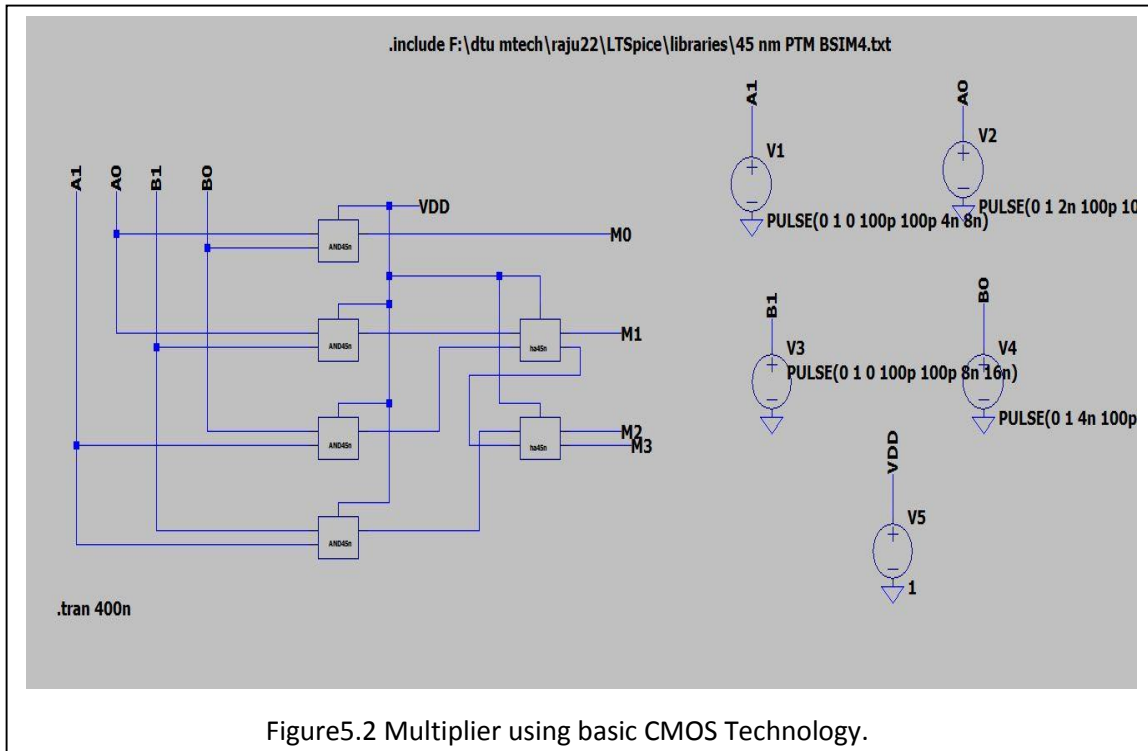 .include F:\dtu mtech\raju22\LTSpice\libraries\45 nm PTM BSIM4.txt
A1
A0
B1
B0
VDD
AND45n
M0
AND45n
ha45n
M1
AND45n
ha45n
M2
M3
AND45n
.tran 400n
A1
V1
PULSE(0 1 0 100p 100p 4n 8n)
A0
V2
PULSE(0 1 2n 100p 10
B1
V3
PULSE(0 1 0 100p 100p 8n 16n)
B0
V4
PULSE(0 1 4n 100p
VDD
V5
1
Figure5.2 Multiplier using basic CMOS Technology.